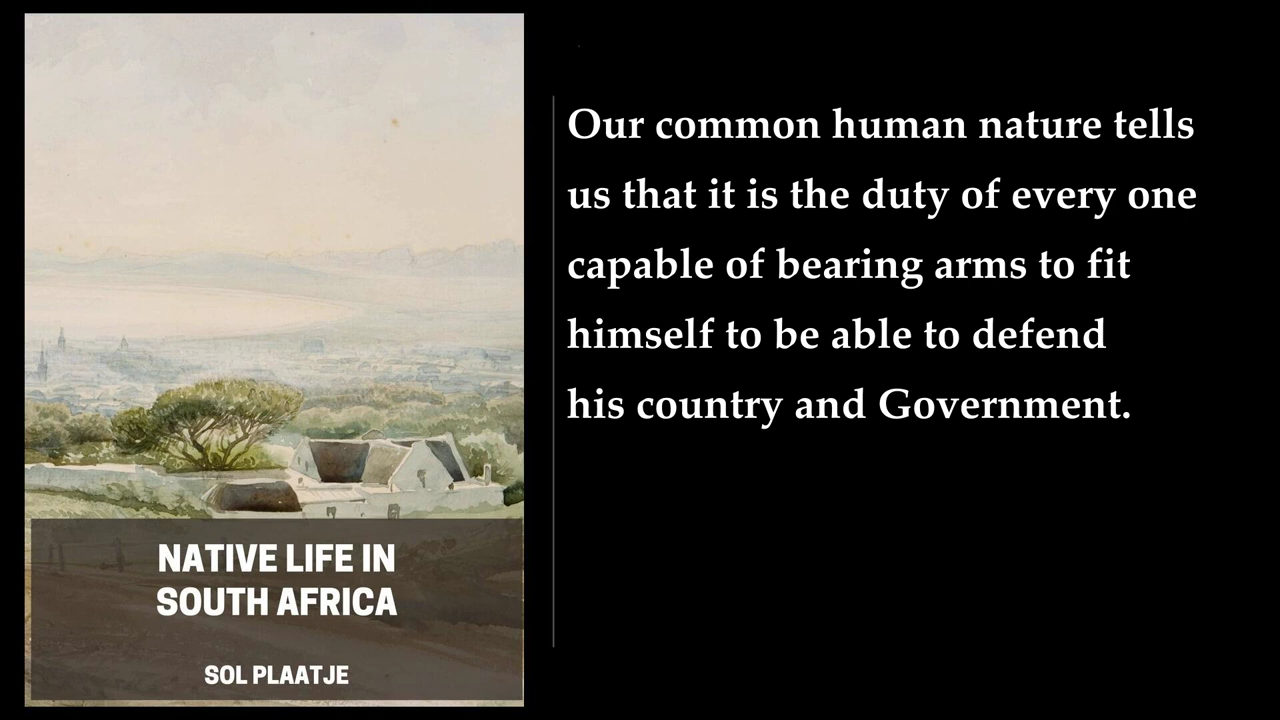 NATIVE LIFE IN
SOUTH AFRICA
SOL PLAATJE
Our common human nature tells
us that it is the duty of every one
capable of bearing arms to fit
himself to be able to defend
his country and Government.